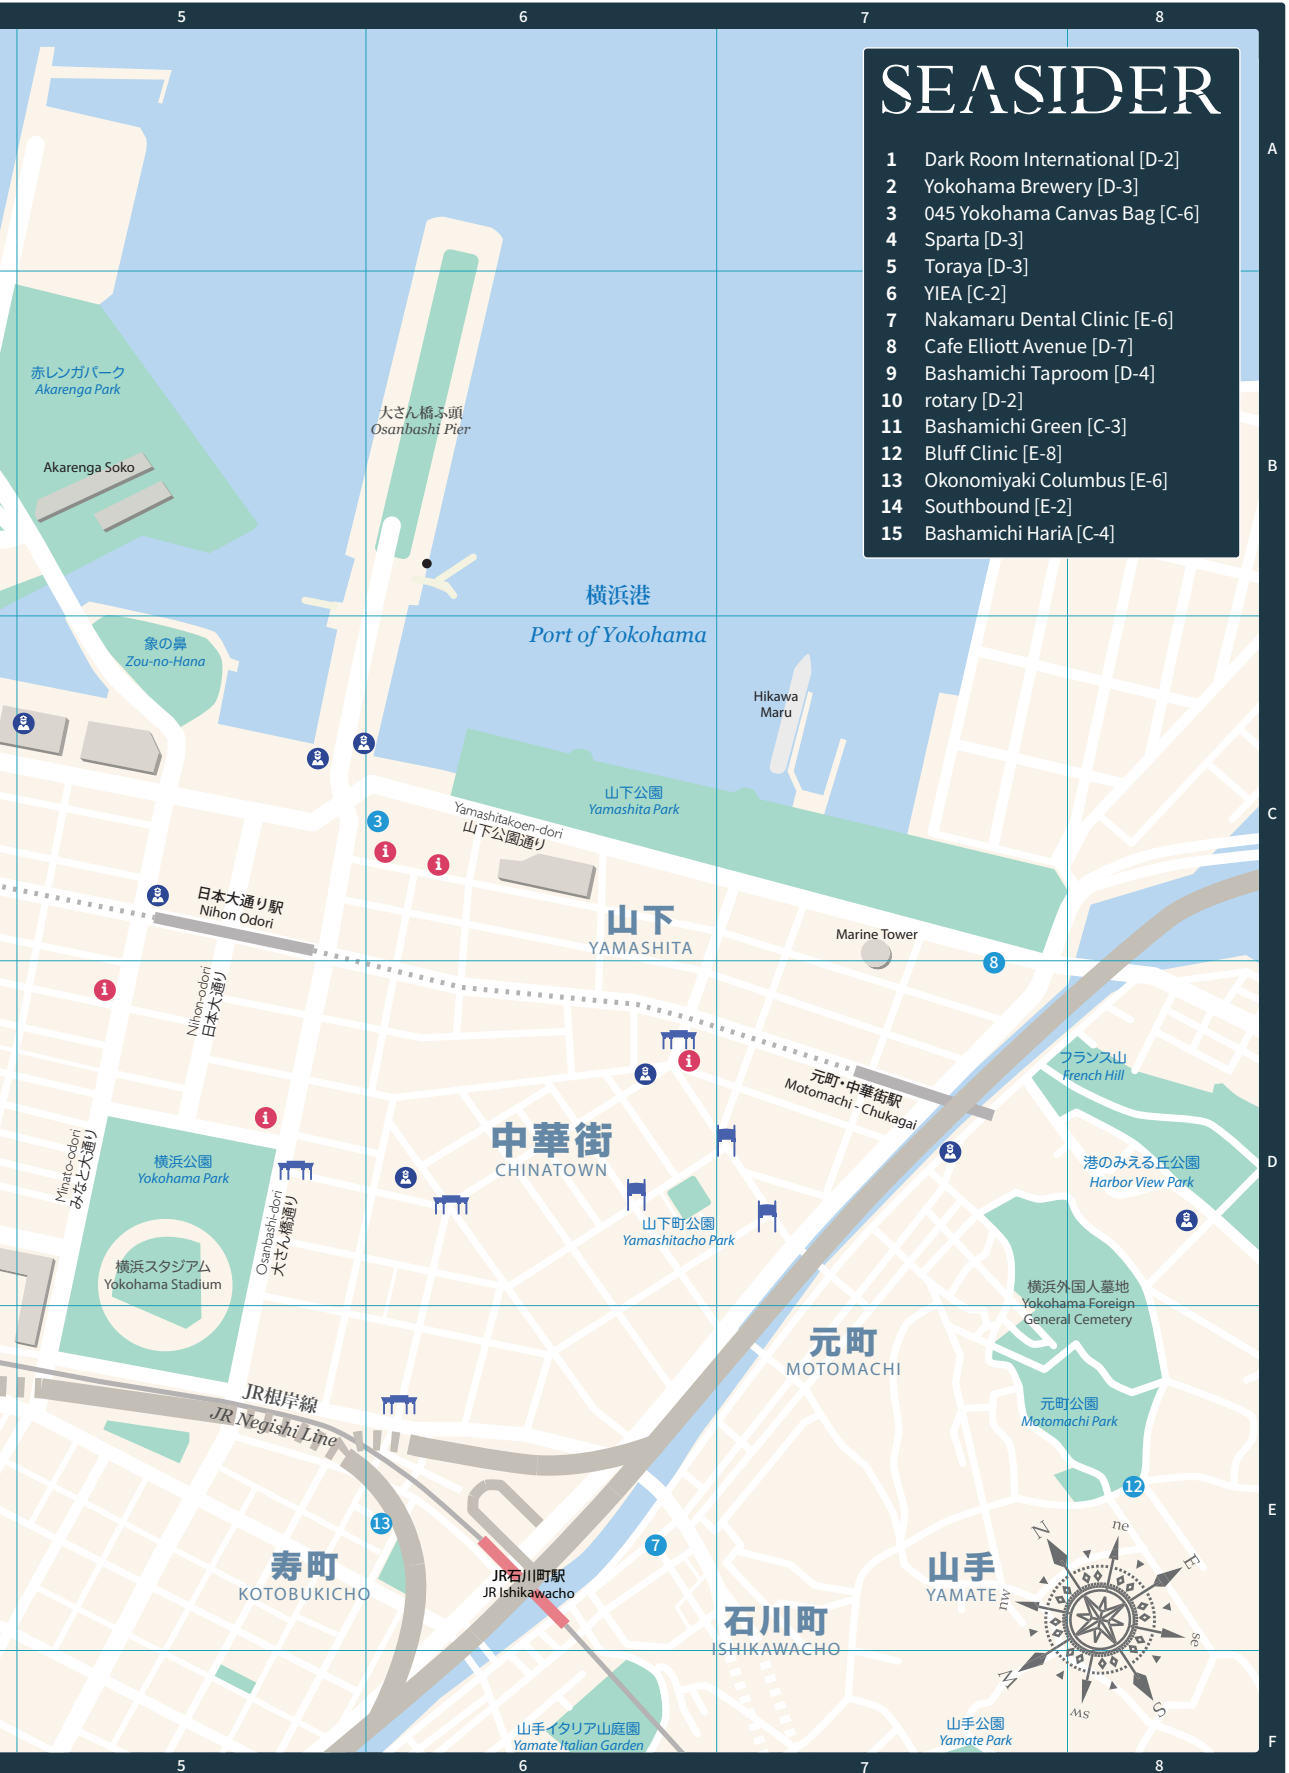 5 6 7 8
SEASIDER
1 Dark Room International [D-2]
2 Yokohama Brewery [D-3]
3 045 Yokohama Canvas Bag [C-6]
4 Sparta [D-3]
5 Toraya [D-3]
6 YIEA [C-2]
7 Nakamaru Dental Clinic [E-6]
8 Cafe Elliott Avenue [D-7]
9 Bashamichi Taproom [D-4]
10 rotary [D-2]
11 Bashamichi Green [C-3]
12 Bluff Clinic [E-8]
13 Okonomiyaki Columbus [E-6]
14 Southbound [E-2]
15 Bashamichi HariA [C-4]
A
赤レンガパーク
Akarenga Park
大さん橋ふ頭
Osanbashi Pier
Akarenga Soko
B
横浜港
Port of Yokohama
象の鼻
Zou-no-Hana
Hikawa
Maru
山下公園
Yamashita Park
Yamashitakoen-dori
山下公園通り
3
C
日本大通り駅
Nihon Odori
山下
YAMASHITA
Marine Tower
8
Nihon-odori
日本大通り
フランス山
French Hill
元町・中華街駅
Motomachi - Chukagai
中華街
CHINATOWN
Minato-odori
みなと大通り
横浜公園
Yokohama Park
港のみえる丘公園
Harbor View Park
D
Osanbashi-dori
大さん橋通り
山下町公園
Yamashitacho Park
横浜スタジアム
Yokohama Stadium
横浜外国人墓地
Yokohama Foreign
General Cemetery
元町
MOTOMACHI
JR根岸線
JR Negishi Line
元町公園
Motomachi Park
12
E
13
7
寿町
KOTOBUKICHO
JR石川町駅
JR Ishikawacho
山手
YAMATE
石川町
ISHIKAWACHO
N
ne
E
nw
se
W
sw
S
山手イタリア山庭園
Yamate Italian Garden
山手公園
Yamate Park
F
5 6 7 8